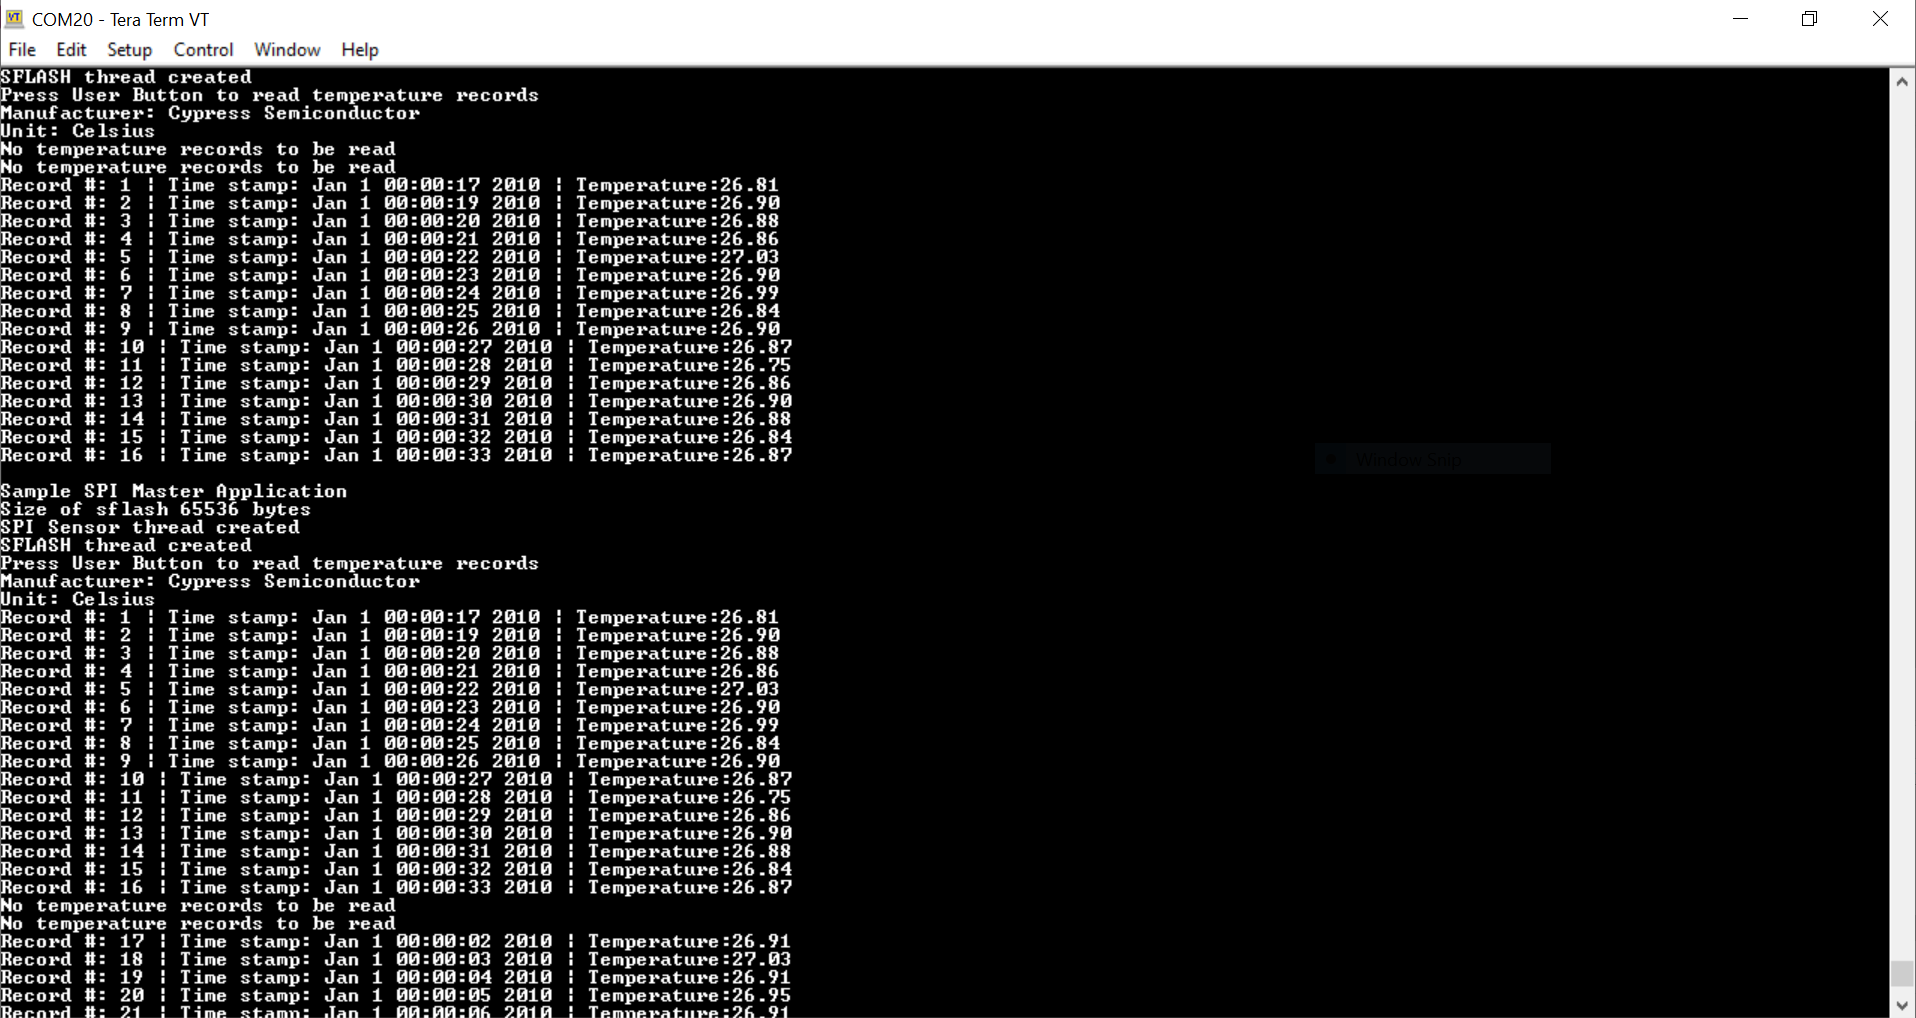 COM20 - Tera Term VT
File Edit Setup Control Window Help
SFLASH thread created
Press User Button to read temperature records
Manufacturer: Cypress Semiconductor
Unit: Celsius
No temperature records to be read
No temperature records to be read
Record #: 1 ¦ Time stamp: Jan 1 00:00:17 2010 ¦ Temperature:26.81
Record #: 2 ¦ Time stamp: Jan 1 00:00:19 2010 ¦ Temperature:26.90
Record #: 3 ¦ Time stamp: Jan 1 00:00:20 2010 ¦ Temperature:26.88
Record #: 4 ¦ Time stamp: Jan 1 00:00:21 2010 ¦ Temperature:26.86
Record #: 5 ¦ Time stamp: Jan 1 00:00:22 2010 ¦ Temperature:27.03
Record #: 6 ¦ Time stamp: Jan 1 00:00:23 2010 ¦ Temperature:26.90
Record #: 7 ¦ Time stamp: Jan 1 00:00:24 2010 ¦ Temperature:26.99
Record #: 8 ¦ Time stamp: Jan 1 00:00:25 2010 ¦ Temperature:26.84
Record #: 9 ¦ Time stamp: Jan 1 00:00:26 2010 ¦ Temperature:26.90
Record #: 10 ¦ Time stamp: Jan 1 00:00:27 2010 ¦ Temperature:26.87
Record #: 11 ¦ Time stamp: Jan 1 00:00:28 2010 ¦ Temperature:26.75
Record #: 12 ¦ Time stamp: Jan 1 00:00:29 2010 ¦ Temperature:26.86
Record #: 13 ¦ Time stamp: Jan 1 00:00:30 2010 ¦ Temperature:26.90
Record #: 14 ¦ Time stamp: Jan 1 00:00:31 2010 ¦ Temperature:26.88
Record #: 15 ¦ Time stamp: Jan 1 00:00:32 2010 ¦ Temperature:26.84
Record #: 16 ¦ Time stamp: Jan 1 00:00:33 2010 ¦ Temperature:26.87
Window Snip
Sample SPI Master Application
Size of sflash 65536 bytes
SPI Sensor thread created
SFLASH thread created
Press User Button to read temperature records
Manufacturer: Cypress Semiconductor
Unit: Celsius
Record #: 1 ¦ Time stamp: Jan 1 00:00:17 2010 ¦ Temperature:26.81
Record #: 2 ¦ Time stamp: Jan 1 00:00:19 2010 ¦ Temperature:26.90
Record #: 3 ¦ Time stamp: Jan 1 00:00:20 2010 ¦ Temperature:26.88
Record #: 4 ¦ Time stamp: Jan 1 00:00:21 2010 ¦ Temperature:26.86
Record #: 5 ¦ Time stamp: Jan 1 00:00:22 2010 ¦ Temperature:27.03
Record #: 6 ¦ Time stamp: Jan 1 00:00:23 2010 ¦ Temperature:26.90
Record #: 7 ¦ Time stamp: Jan 1 00:00:24 2010 ¦ Temperature:26.99
Record #: 8 ¦ Time stamp: Jan 1 00:00:25 2010 ¦ Temperature:26.84
Record #: 9 ¦ Time stamp: Jan 1 00:00:26 2010 ¦ Temperature:26.90
Record #: 10 ¦ Time stamp: Jan 1 00:00:27 2010 ¦ Temperature:26.87
Record #: 11 ¦ Time stamp: Jan 1 00:00:28 2010 ¦ Temperature:26.75
Record #: 12 ¦ Time stamp: Jan 1 00:00:29 2010 ¦ Temperature:26.86
Record #: 13 ¦ Time stamp: Jan 1 00:00:30 2010 ¦ Temperature:26.90
Record #: 14 ¦ Time stamp: Jan 1 00:00:31 2010 ¦ Temperature:26.88
Record #: 15 ¦ Time stamp: Jan 1 00:00:32 2010 ¦ Temperature:26.84
Record #: 16 ¦ Time stamp: Jan 1 00:00:33 2010 ¦ Temperature:26.87
No temperature records to be read
No temperature records to be read
Record #: 17 ¦ Time stamp: Jan 1 00:00:02 2010 ¦ Temperature:26.91
Record #: 18 ¦ Time stamp: Jan 1 00:00:03 2010 ¦ Temperature:27.03
Record #: 19 ¦ Time stamp: Jan 1 00:00:04 2010 ¦ Temperature:26.91
Record #: 20 ¦ Time stamp: Jan 1 00:00:05 2010 ¦ Temperature:26.95
Record #: 21 ¦ Time stamp: Jan 1 00:00:06 2010 ¦ Temperature:26.91